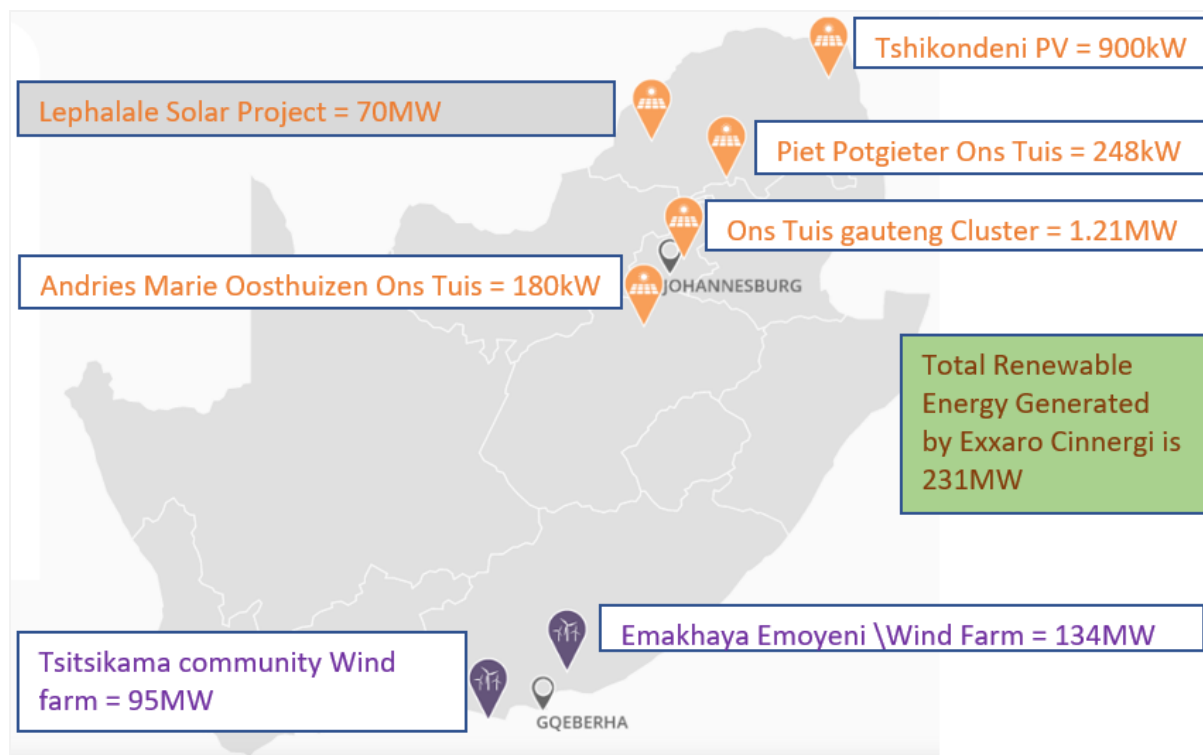 Tshikondeni PV = 900kW
Lephalale Solar Project = 70MW
Piet Potgieter Ons Tuis = 248kW
Ons Tuis gauteng Cluster = 1.21MW
Andries Marie Oosthuizen Ons Tuis = 180kW
JOHANNESBURG
Total Renewable
Energy Generated
by Exxaro Cinnergi is
231MW
Emakhaya Emoyeni \Wind Farm = 134MW
Tsitsikama community Wind
farm = 95MW
GQEBERHA